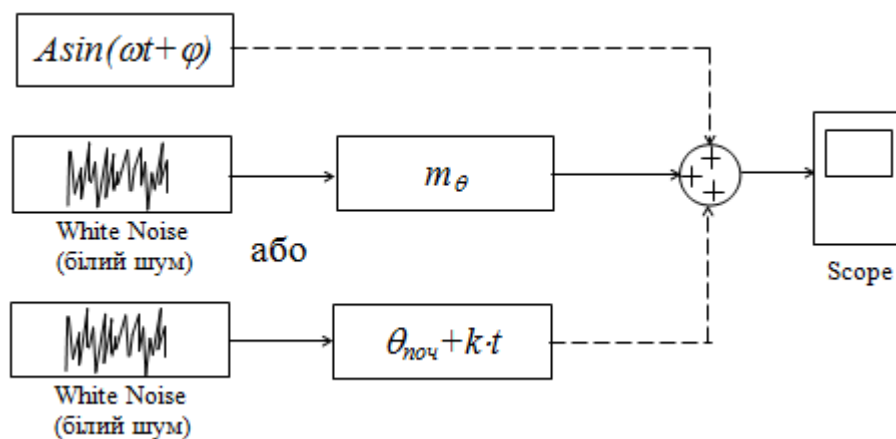 Asin(ωt+φ)
m_θ
White Noise
(білий шум)
або
+
+
+
Scope
θ_поч+k·t
White Noise
(білий шум)